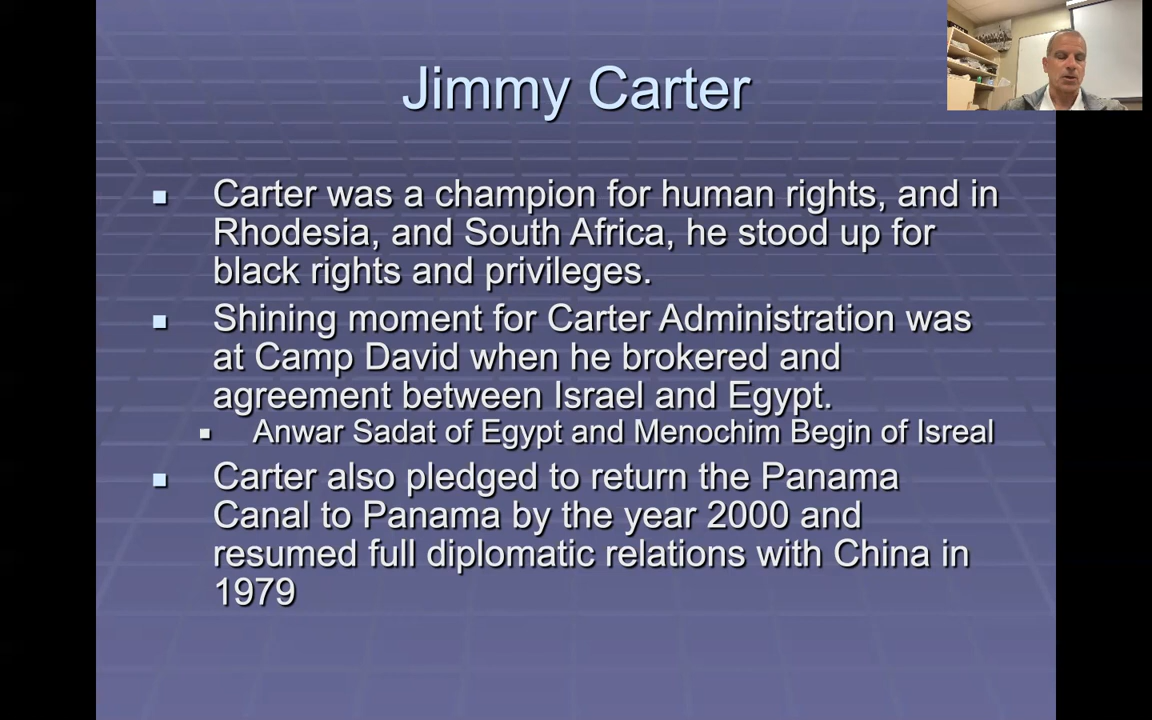 Jimmy Carter
Carter was a champion for human rights, and in
Rhodesia, and South Africa, he stood up for
black rights and privileges.
Shining moment for Carter Administration was
at Camp David when he brokered and
agreement between Israel and Egypt.
Anwar Sadat of Egypt and Menochim Begin of Isreal
Carter also pledged to return the Panama
Canal to Panama by the year 2000 and
resumed full diplomatic relations with China in
1979